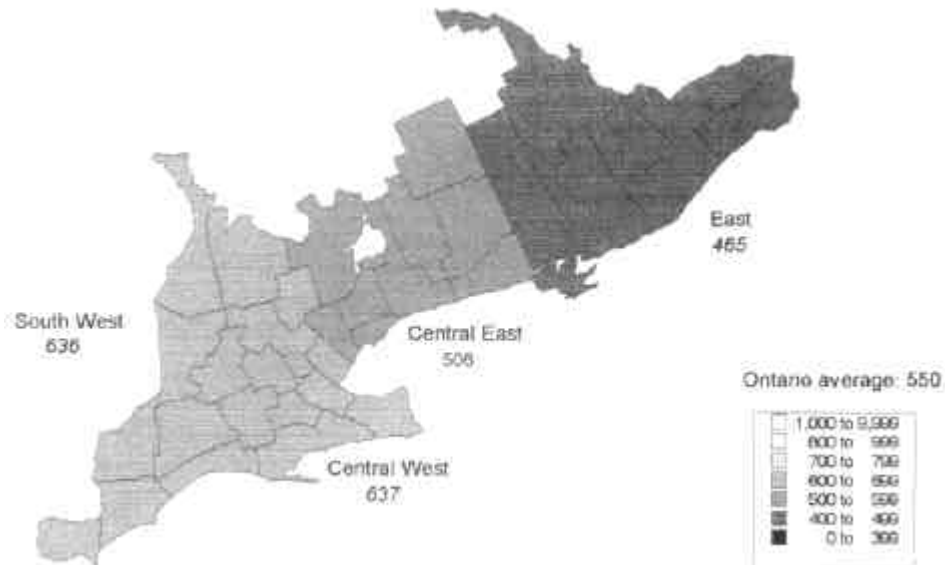 East
465
South West
636
Central East
506
Ontario average: 550
Central West
637
1,000 to 9,999
800 to 999
700 to 799
600 to 699
500 to 599
400 to 499
0 to 399